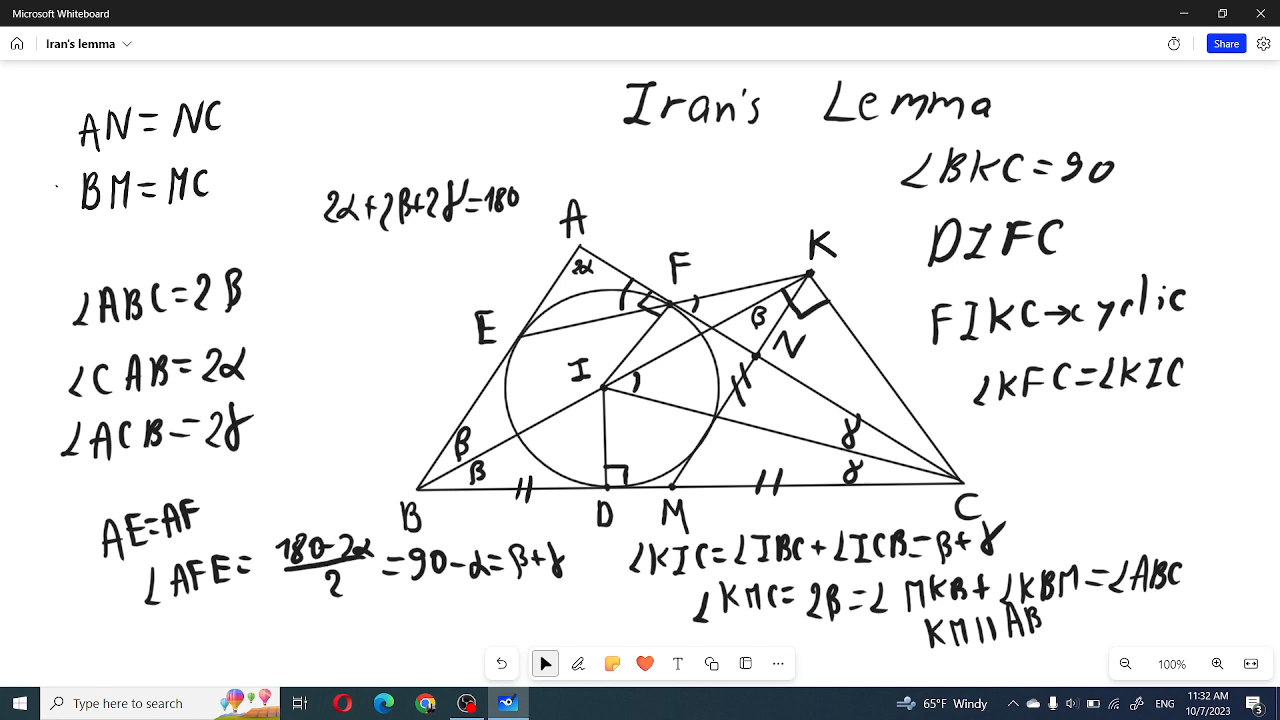 Microsoft Whiteboard
Iran's lemma
Share
Iran's Lemma
AN = NC
BM = MC
2α+2β+2γ=180
∠BKC=90
DIFC
FIKC→cyclic
∠KFC=∠KIC
∠ABC=2β
∠CAB=2α
∠ACB=2γ
A
2α
F
K
E
β
N
I
β
β
γ
γ
B
D
M
C
AE=AF
∠AFE= 180-2α/2 =90-α=β+γ
∠KIC=∠IBC+∠ICB=β+γ
∠KMC=2β=∠MKB+∠KBM=∠ABC
KM||AB
T
100%
Type here to search
65°F Windy
ENG
11:32 AM
10/7/2023